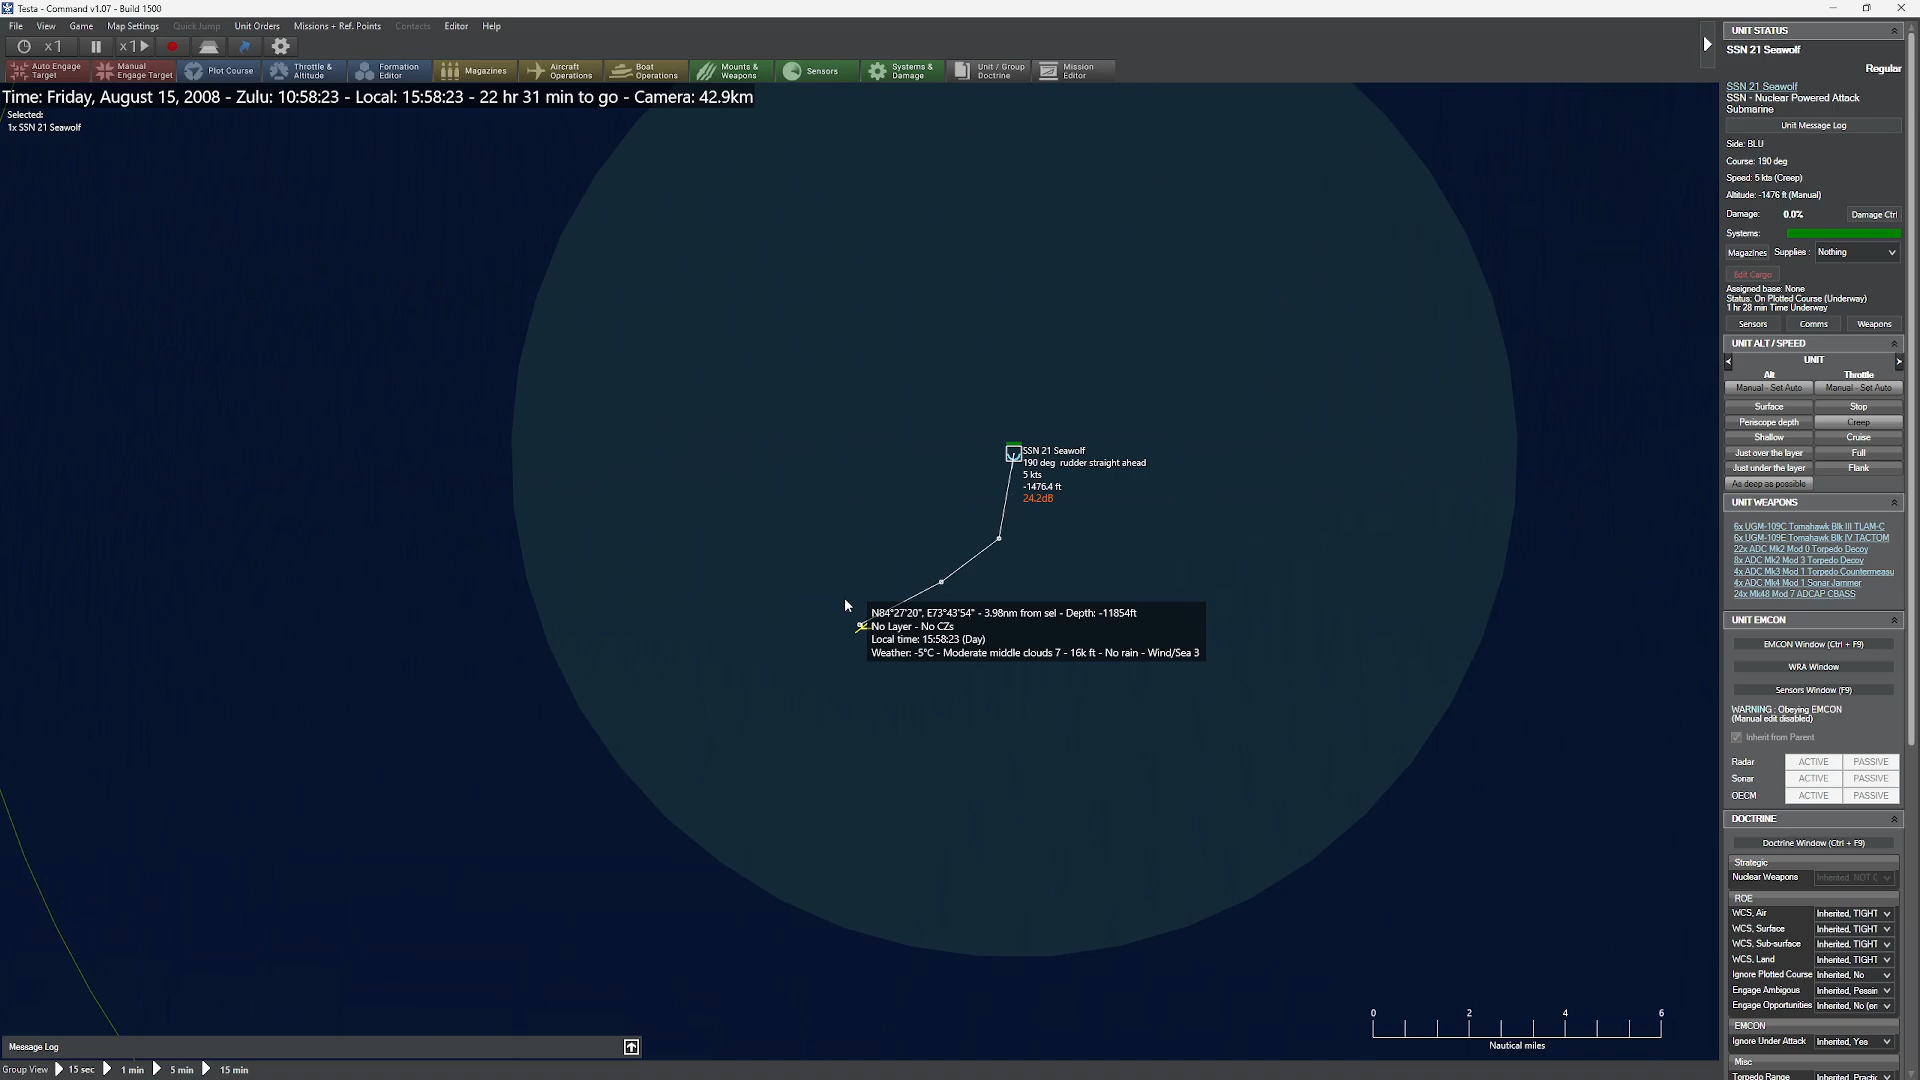 Testa - Command v1.07 - Build 1500
File View Game Map Settings Quick Jump Unit Orders Missions + Ref. Points Contacts Editor Help
x1 x1
Auto Engage Target Manual Engage Target Plot Course Throttle & Altitude Formation Editor Magazines Aircraft Operations Boat Operations Mounts & Weapons Sensors Systems & Damage Unit / Group Doctrine Mission Editor
Time: Friday, August 15, 2008 - Zulu: 10:58:23 - Local: 15:58:23 - 22 hr 31 min to go - Camera: 42.9km
Selected:
1x SSN 21 Seawolf
SSN 21 Seawolf
190 deg rudder straight ahead
5 kts
-1476.4 ft
24.2dB
N84°27'20", E73°43'54" - 3.98nm from sel - Depth: -11854ft
No Layer - No CZs
Local time: 15:58:23 (Day)
Weather: -5°C - Moderate middle clouds 7 - 16k ft - No rain - Wind/Sea 3
0 2 4 6
Nautical miles
Message Log
Group View 15 sec 1 min 5 min 15 min
UNIT STATUS
SSN 21 Seawolf
Regular
SSN 21 Seawolf
SSN - Nuclear Powered Attack
Submarine
Unit Message Log
Side: BLU
Course: 190 deg
Speed: 5 kts (Creep)
Altitude: -1476 ft (Manual)
Damage: 0.0% Damage Ctrl
Systems:
Magazines Supplies : Nothing
Edit Cargo
Assigned base: None
Status: On Plotted Course (Underway)
1 hr 28 min Time Underway
Sensors Comms Weapons
UNIT ALT / SPEED
< UNIT >
Alt Throttle
Manual - Set Auto Manual - Set Auto
Surface Stop
Periscope depth Creep
Shallow Cruise
Just over the layer Full
Just under the layer Flank
As deep as possible
UNIT WEAPONS
6x UGM-109C Tomahawk Blk III TLAM-C
6x UGM-109E Tomahawk Blk IV TACTOM
22x ADC Mk2 Mod 0 Torpedo Decoy
8x ADC Mk2 Mod 3 Torpedo Decoy
4x ADC Mk3 Mod 1 Torpedo Countermeasu
4x ADC Mk4 Mod 1 Sonar Jammer
24x Mk48 Mod 7 ADCAP CBASS
UNIT EMCON
EMCON Window (Ctrl + F9)
WRA Window
Sensors Window (F9)
WARNING : Obeying EMCON
(Manual edit disabled)
Inherit from Parent
Radar ACTIVE PASSIVE
Sonar ACTIVE PASSIVE
OECM ACTIVE PASSIVE
DOCTRINE
Doctrine Window (Ctrl + F9)
Strategic
Nuclear Weapons Inherited, NOT
ROE
WCS, Air Inherited, TIGHT
WCS, Surface Inherited, TIGHT
WCS, Sub-surface Inherited, TIGHT
WCS, Land Inherited, TIGHT
Ignore Plotted Course Inherited, No
Engage Ambiguous Inherited, Pessin
Engage Opportunities Inherited, No (en
EMCON
Ignore Under Attack Inherited, Yes
Misc
Torpedo Range Inherited, Practic